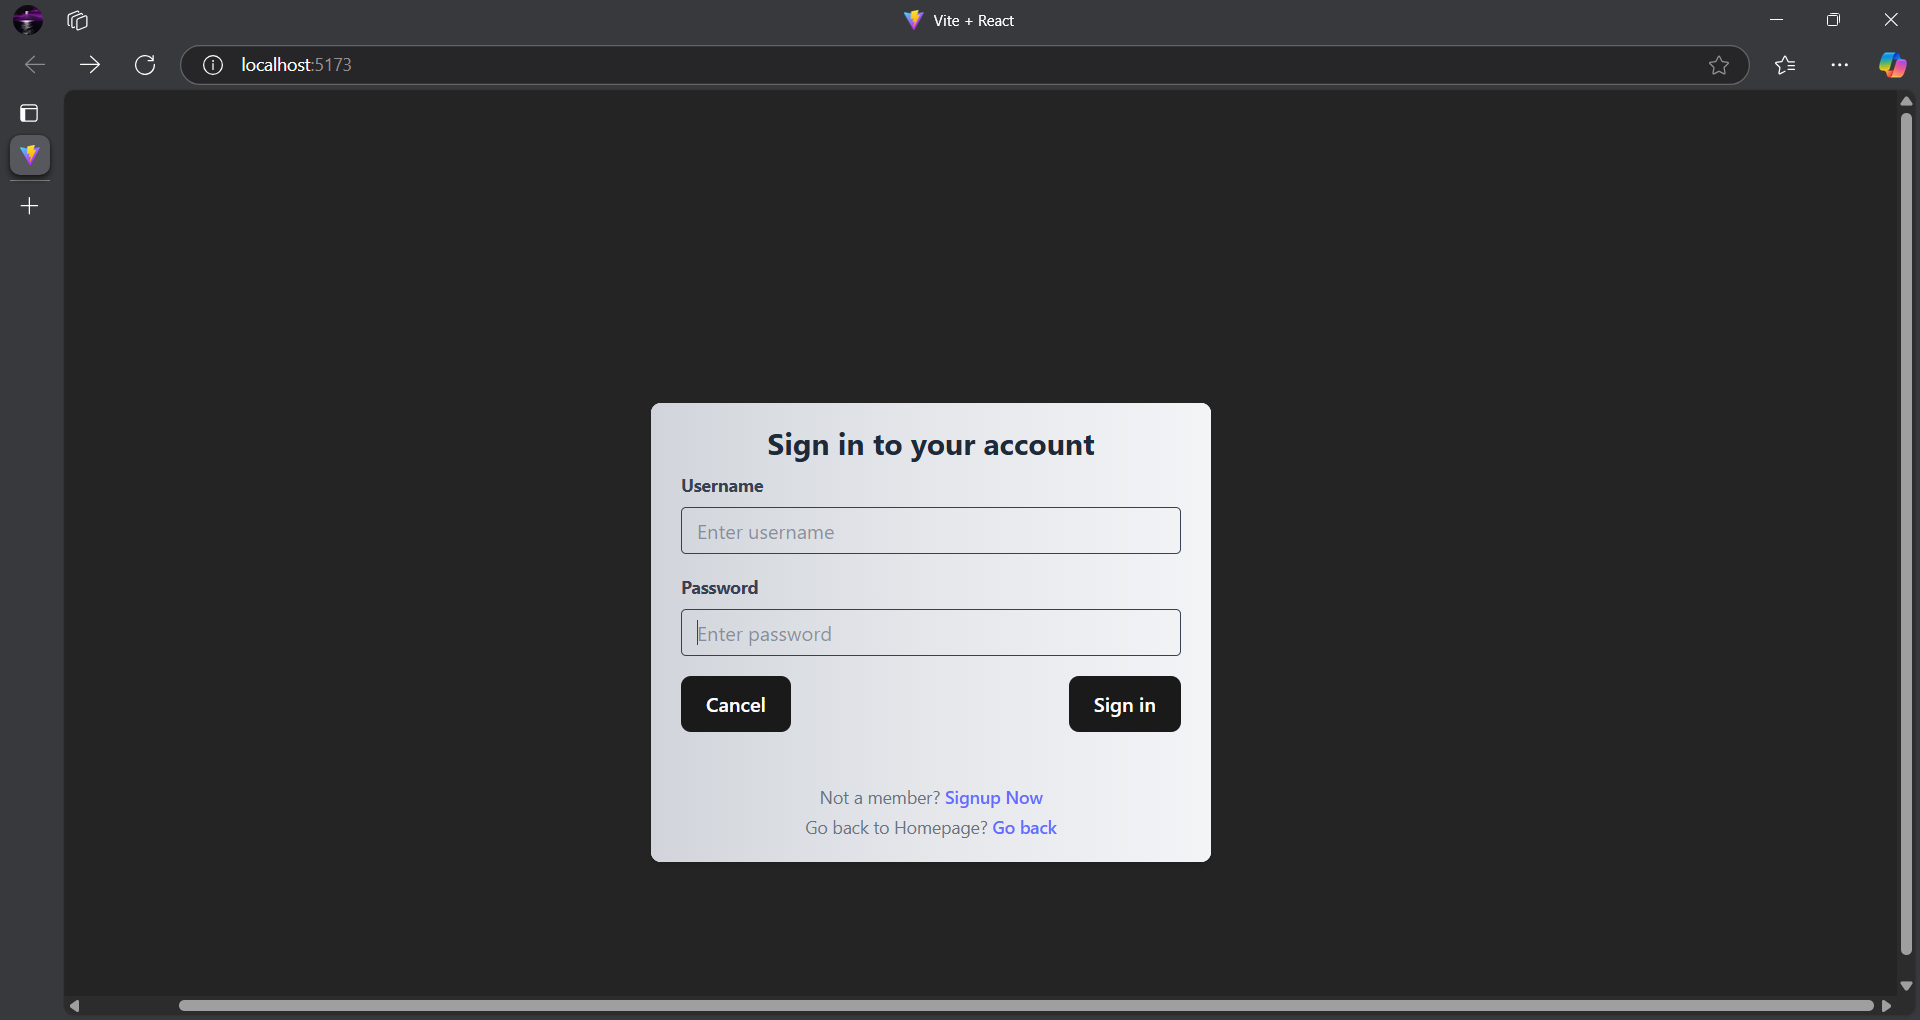 Vite + React
localhost:5173
Sign in to your account
Username
Enter username
Password
Enter password
Cancel
Sign in
Not a member? Signup Now
Go back to Homepage? Go back